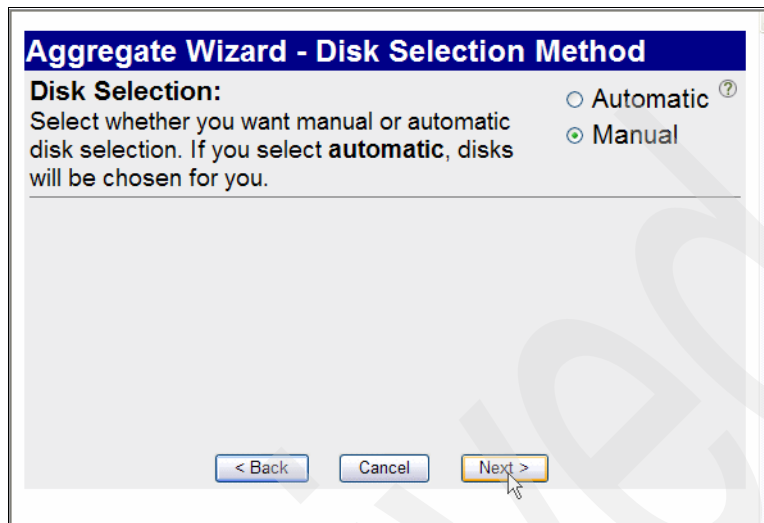 Aggregate Wizard - Disk Selection Method
Disk Selection:
Select whether you want manual or automatic
disk selection. If you select automatic, disks
will be chosen for you.
Automatic ?
Manual
< Back Cancel Next >